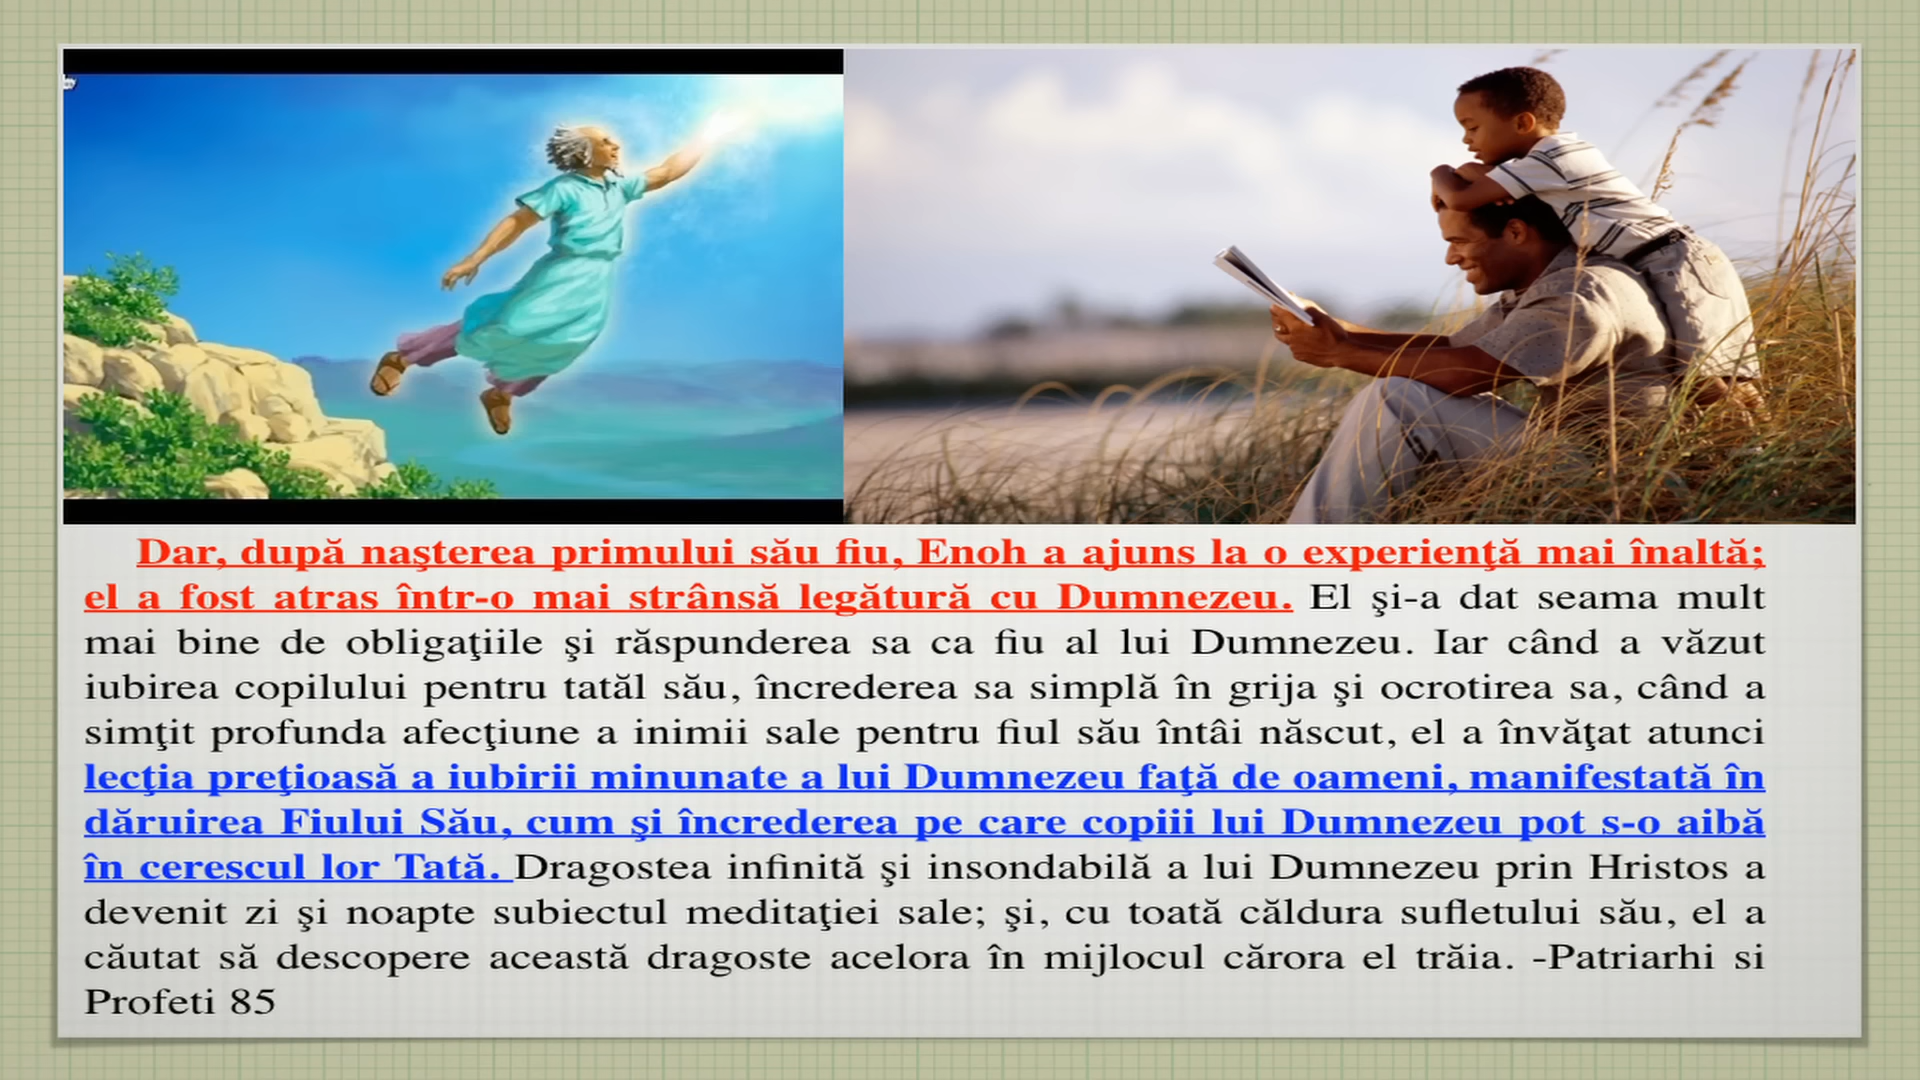 Dar, după naşterea primului său fiu, Enoh a ajuns la o experienţă mai înaltă;
el a fost atras într-o mai strânsă legătură cu Dumnezeu. El şi-a dat seama mult
mai bine de obligaţiile şi răspunderea sa ca fiu al lui Dumnezeu. Iar când a văzut
iubirea copilului pentru tatăl său, încrederea sa simplă în grija şi ocrotirea sa, când a
simţit profunda afecţiune a inimii sale pentru fiul său întâi născut, el a învăţat atunci
lecţia preţioasă a iubirii minunate a lui Dumnezeu faţă de oameni, manifestată în
dăruirea Fiului Său, cum şi încrederea pe care copiii lui Dumnezeu pot s-o aibă
în cerescul lor Tată. Dragostea infinită şi insondabilă a lui Dumnezeu prin Hristos a
devenit zi şi noapte subiectul meditaţiei sale; şi, cu toată căldura sufletului său, el a
căutat să descopere această dragoste acelora în mijlocul cărora el trăia. -Patriarhi si
Profeti 85